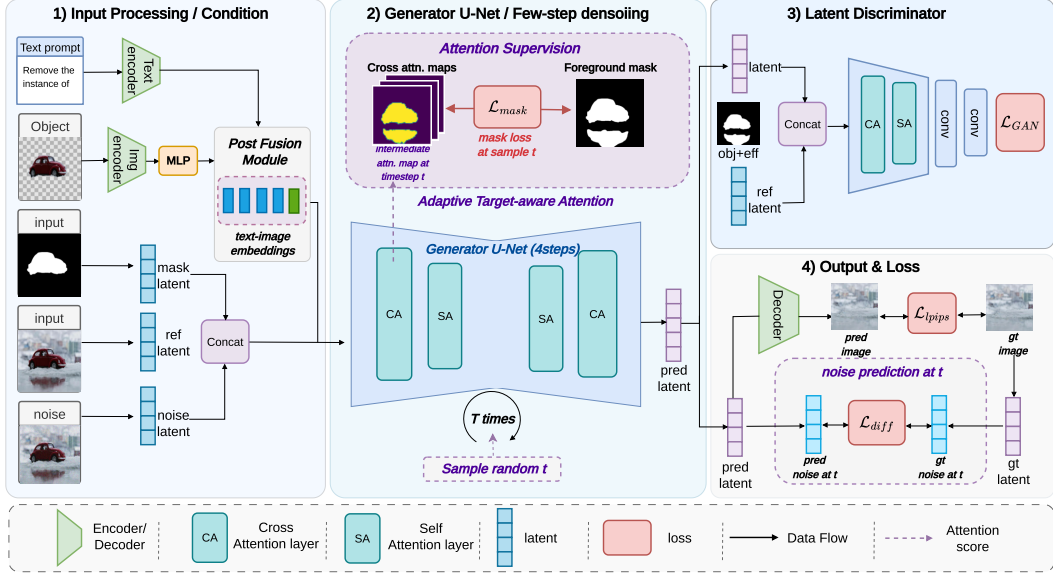 1) Input Processing / Condition
Text prompt
Remove the
instance of
Text
encoder
Object
Img
encoder
MLP
Post Fusion
Module
text-image
embeddings
input
mask
latent
input
ref
latent
Concat
noise
noise
latent
2) Generator U-Net / Few-step densoiing
Attention Supervision
Cross attn. maps
Foreground mask
ℒmask
mask loss
at sample t
intermediate
attn. map at
timestep t
Adaptive Target-aware Attention
Generator U-Net (4steps)
CA
SA
SA
CA
T times
Sample random t
pred
latent
3) Latent Discriminator
latent
obj+eff
ref
latent
Concat
CA
SA
conv
conv
ℒGAN
4) Output & Loss
Decoder
pred
image
ℒlpips
gt
image
noise prediction at t
pred
latent
pred
noise at t
ℒdiff
gt
noise at t
gt
latent
Encoder/
Decoder
CA
Cross
Attention layer
SA
Self
Attention layer
latent
loss
Data Flow
Attention
score